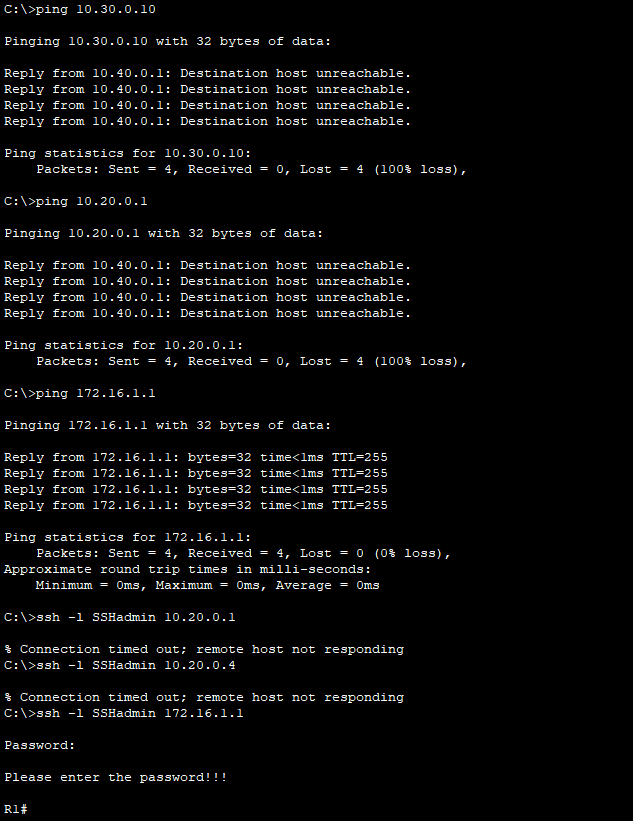 C:\>ping 10.30.0.10
Pinging 10.30.0.10 with 32 bytes of data:
Reply from 10.40.0.1: Destination host unreachable.
Reply from 10.40.0.1: Destination host unreachable.
Reply from 10.40.0.1: Destination host unreachable.
Reply from 10.40.0.1: Destination host unreachable.
Ping statistics for 10.30.0.10:
    Packets: Sent = 4, Received = 0, Lost = 4 (100% loss),
C:\>ping 10.20.0.1
Pinging 10.20.0.1 with 32 bytes of data:
Reply from 10.40.0.1: Destination host unreachable.
Reply from 10.40.0.1: Destination host unreachable.
Reply from 10.40.0.1: Destination host unreachable.
Reply from 10.40.0.1: Destination host unreachable.
Ping statistics for 10.20.0.1:
    Packets: Sent = 4, Received = 0, Lost = 4 (100% loss),
C:\>ping 172.16.1.1
Pinging 172.16.1.1 with 32 bytes of data:
Reply from 172.16.1.1: bytes=32 time<1ms TTL=255
Reply from 172.16.1.1: bytes=32 time<1ms TTL=255
Reply from 172.16.1.1: bytes=32 time<1ms TTL=255
Reply from 172.16.1.1: bytes=32 time<1ms TTL=255
Ping statistics for 172.16.1.1:
    Packets: Sent = 4, Received = 4, Lost = 0 (0% loss),
Approximate round trip times in milli-seconds:
    Minimum = 0ms, Maximum = 0ms, Average = 0ms
C:\>ssh -l SSHadmin 10.20.0.1
% Connection timed out; remote host not responding
C:\>ssh -l SSHadmin 10.20.0.4
% Connection timed out; remote host not responding
C:\>ssh -l SSHadmin 172.16.1.1
Password:
Please enter the password!!!
R1#